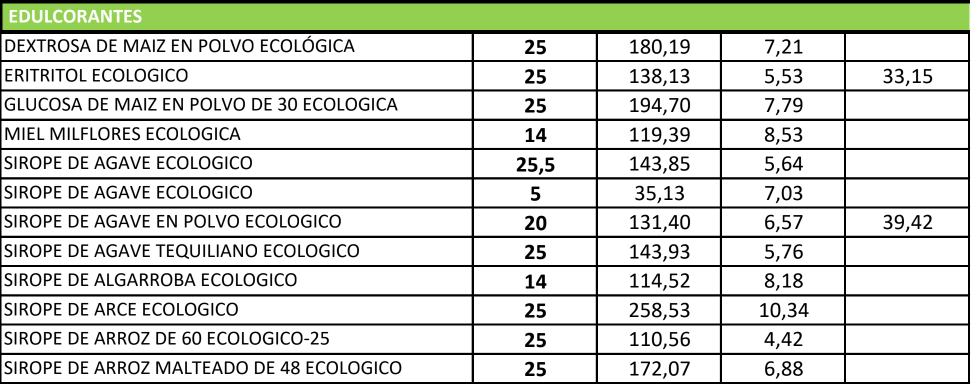 EDULCORANTES
DEXTROSA DE MAIZ EN POLVO ECOLÓGICA 25 180,19 7,21
ERITRITOL ECOLOGICO 25 138,13 5,53 33,15
GLUCOSA DE MAIZ EN POLVO DE 30 ECOLOGICA 25 194,70 7,79
MIEL MILFLORES ECOLOGICA 14 119,39 8,53
SIROPE DE AGAVE ECOLOGICO 25,5 143,85 5,64
SIROPE DE AGAVE ECOLOGICO 5 35,13 7,03
SIROPE DE AGAVE EN POLVO ECOLOGICO 20 131,40 6,57 39,42
SIROPE DE AGAVE TEQUILIANO ECOLOGICO 25 143,93 5,76
SIROPE DE ALGARROBA ECOLOGICO 14 114,52 8,18
SIROPE DE ARCE ECOLOGICO 25 258,53 10,34
SIROPE DE ARROZ DE 60 ECOLOGICO-25 25 110,56 4,42
SIROPE DE ARROZ MALTEADO DE 48 ECOLOGICO 25 172,07 6,88